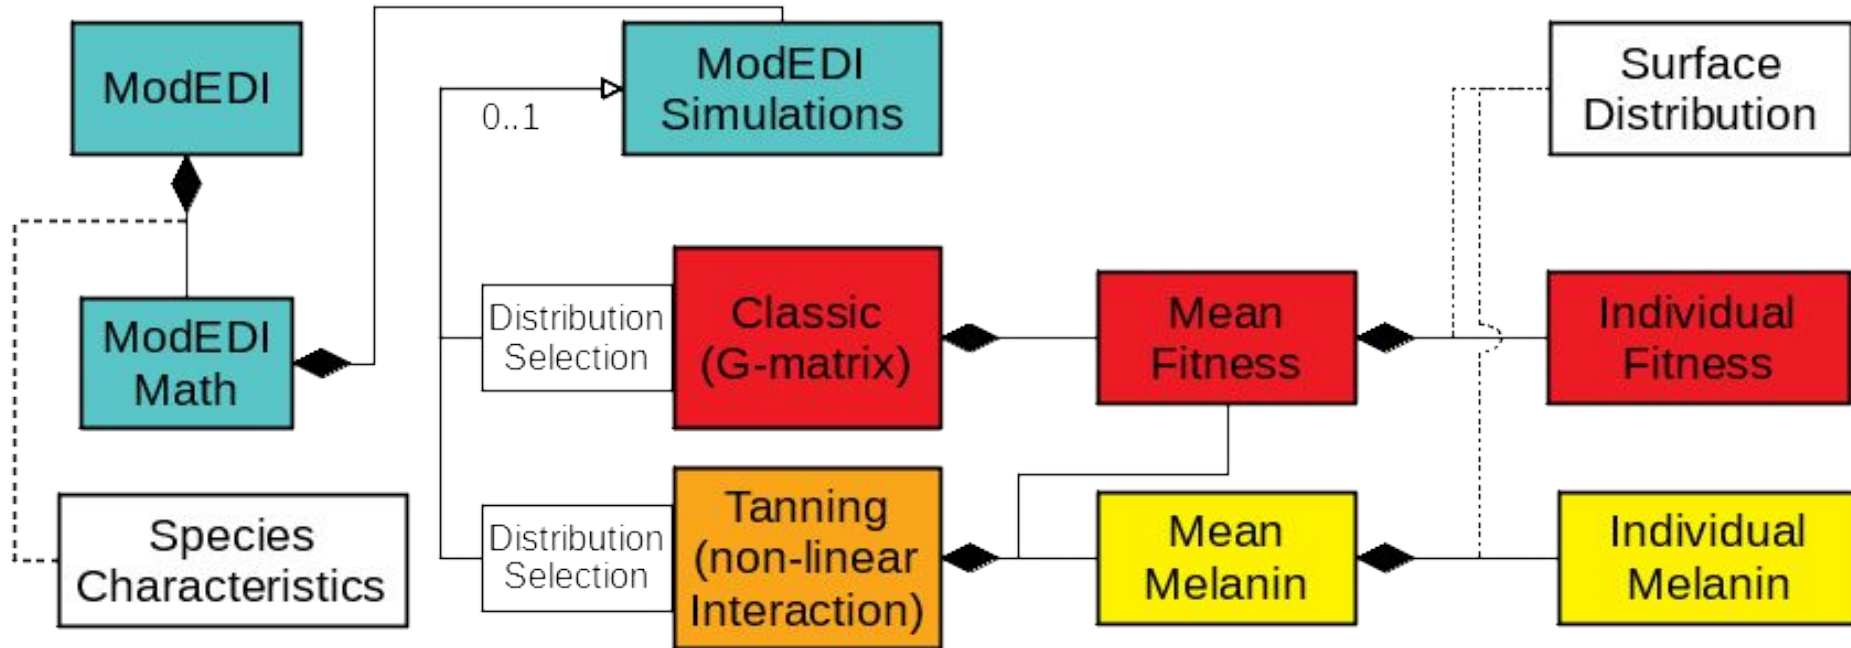 ModEDI
ModEDI
Simulations
Surface
Distribution
0..1
ModEDI
Math
Distribution
Selection
Classic
(G-matrix)
Mean
Fitness
Individual
Fitness
Species
Characteristics
Distribution
Selection
Tanning
(non-linear
Interaction)
Mean
Melanin
Individual
Melanin